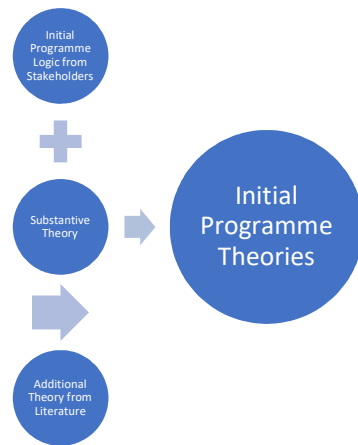 Initial
Programme
Logic from
Stakeholders
Substantive
Theory
Additional
Theory from
Literature
Initial
Programme
Theories